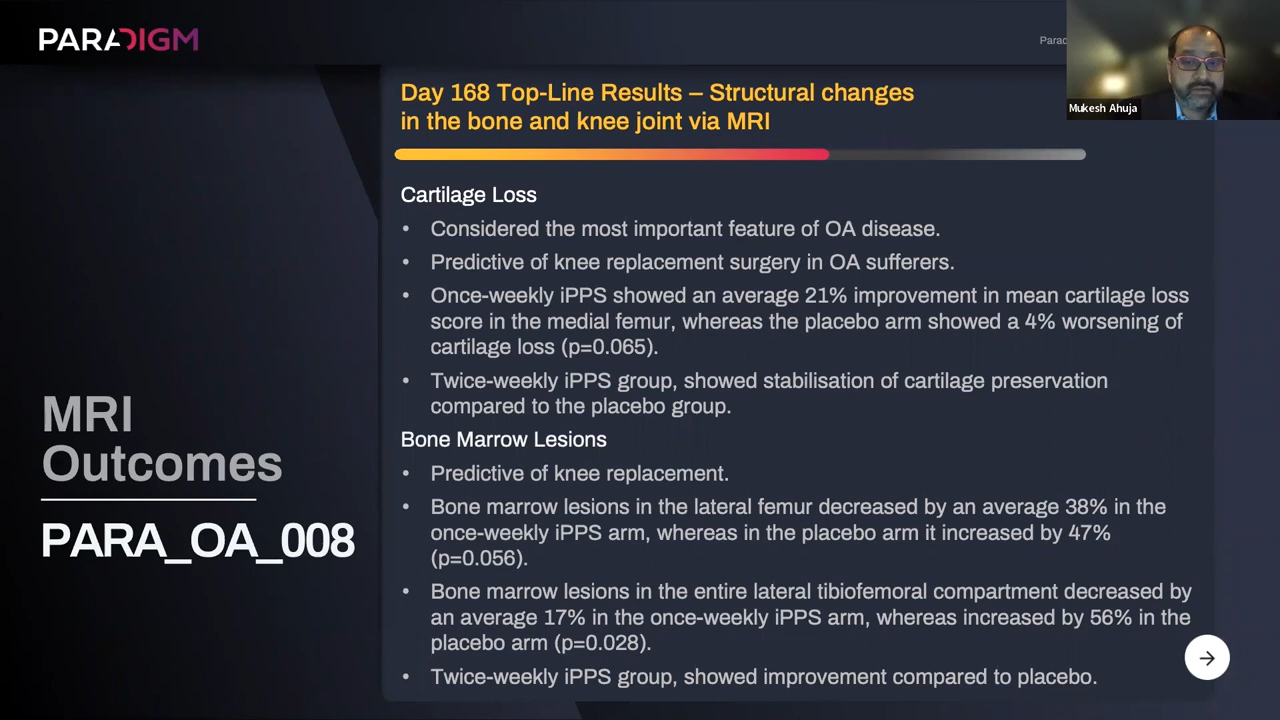 PARADIGM
Parad
Mukesh Ahuja
Day 168 Top-Line Results – Structural changes
in the bone and knee joint via MRI
Cartilage Loss
• Considered the most important feature of OA disease.
• Predictive of knee replacement surgery in OA sufferers.
• Once-weekly iPPS showed an average 21% improvement in mean cartilage loss
score in the medial femur, whereas the placebo arm showed a 4% worsening of
cartilage loss (p=0.065).
• Twice-weekly iPPS group, showed stabilisation of cartilage preservation
compared to the placebo group.
Bone Marrow Lesions
• Predictive of knee replacement.
• Bone marrow lesions in the lateral femur decreased by an average 38% in the
once-weekly iPPS arm, whereas in the placebo arm it increased by 47%
(p=0.056).
• Bone marrow lesions in the entire lateral tibiofemoral compartment decreased by
an average 17% in the once-weekly iPPS arm, whereas increased by 56% in the
placebo arm (p=0.028).
• Twice-weekly iPPS group, showed improvement compared to placebo.
MRI
Outcomes
PARA_OA_008